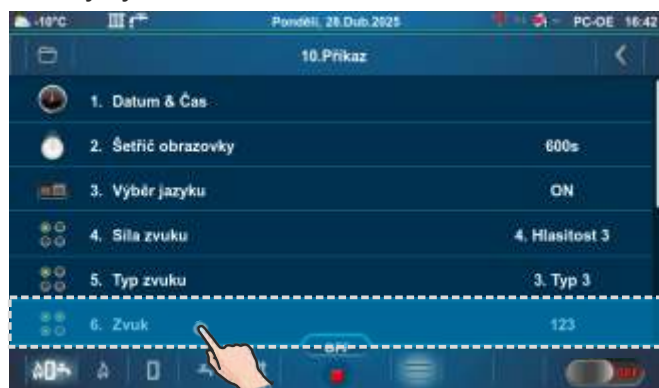 -10°C Pondělí, 28.Dub.2025 PC-OE 16:42
10.Příkaz
1. Datum & Čas
2. Šetřič obrazovky 600s
3. Výběr jazyku ON
4. Síla zvuku 4. Hlasitost 3
5. Typ zvuku 3. Typ 3
6. Zvuk 123
OFF